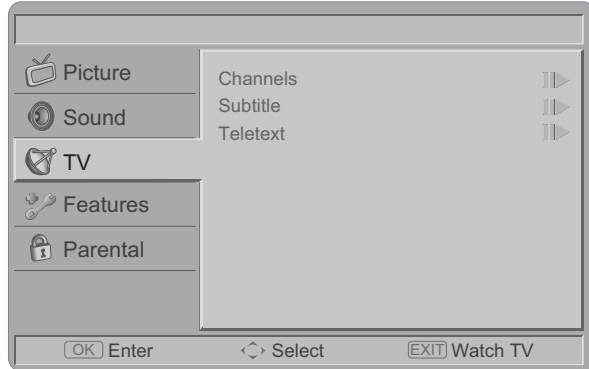 Picture
Sound
TV
Features
Parental
Channels
Subtitle
Teletext
OK Enter Select EXIT Watch TV